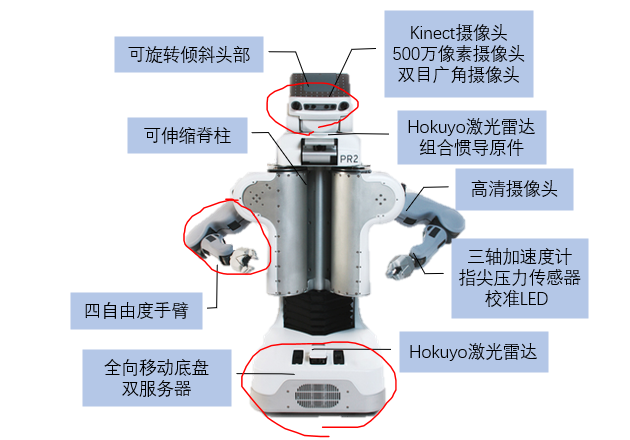 可旋转倾斜头部
Kinect摄像头
500万像素摄像头
双目广角摄像头
可伸缩脊柱
Hokuyo激光雷达
组合惯导原件
PR2
高清摄像头
三轴加速度计
指尖压力传感器
校准LED
四自由度手臂
Hokuyo激光雷达
全向移动底盘
双服务器